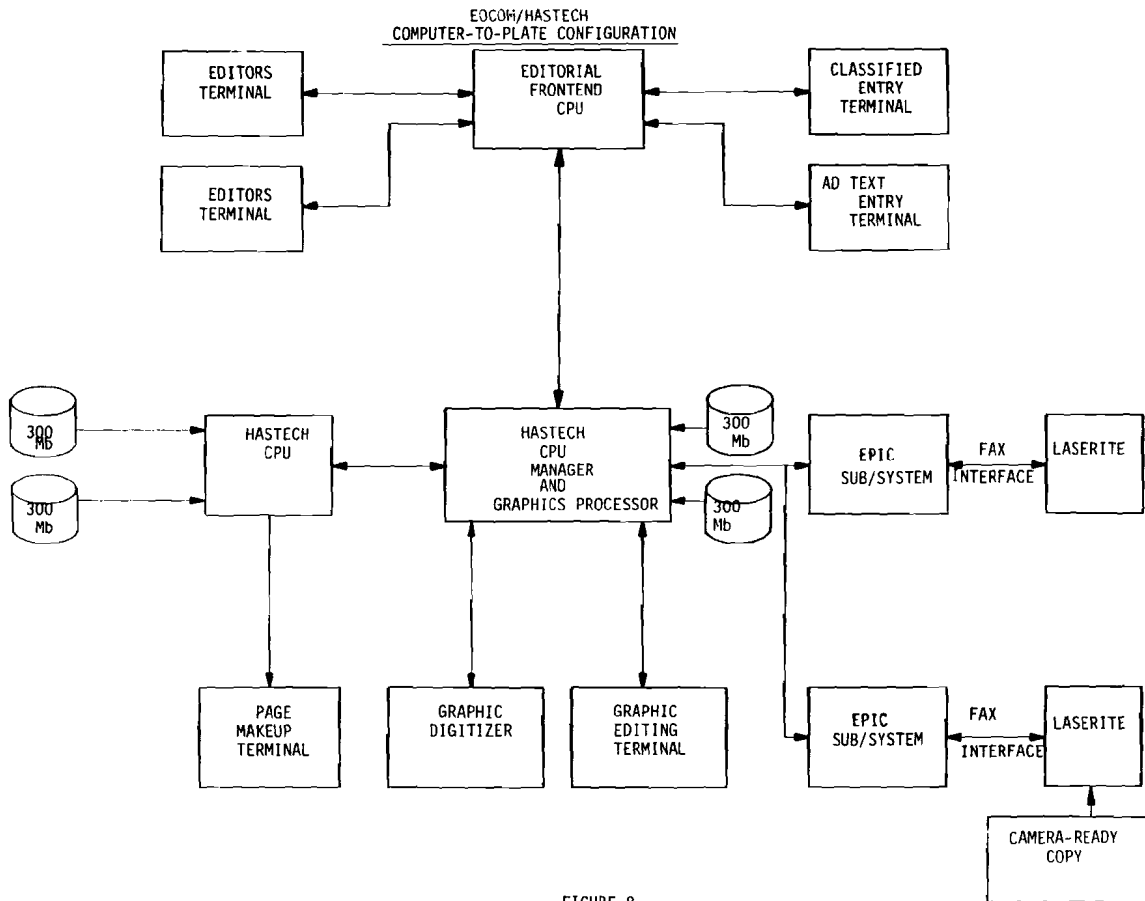 EOCOM/HASTECH
COMPUTER-TO-PLATE CONFIGURATION
EDITORS
TERMINAL
EDITORIAL
FRONTEND
CPU
CLASSIFIED
ENTRY
TERMINAL
EDITORS
TERMINAL
AD TEXT
ENTRY
TERMINAL
300
Mb
300
Mb
HASTECH
CPU
HASTECH
CPU
MANAGER
AND
GRAPHICS PROCESSOR
300
Mb
300
Mb
EPIC
SUB/SYSTEM
FAX
INTERFACE
LASERITE
PAGE
MAKEUP
TERMINAL
GRAPHIC
DIGITIZER
GRAPHIC
EDITING
TERMINAL
EPIC
SUB/SYSTEM
FAX
INTERFACE
LASERITE
CAMERA-READY
COPY
FIGURE 8